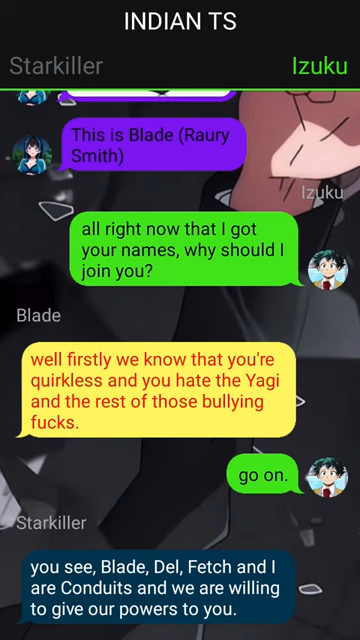 INDIAN TS
Starkiller
Izuku
This is Blade (Raury
Smith)
Izuku
all right now that I got
your names, why should I
join you?
Blade
well firstly we know that you're
quirkless and you hate the Yagi
and the rest of those bullying
fucks.
go on.
Starkiller
you see, Blade, Del, Fetch and I
are Conduits and we are willing
to give our powers to you.